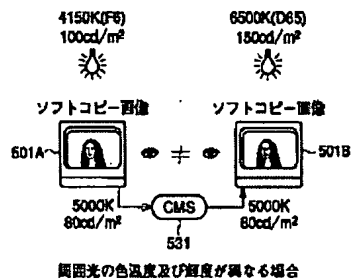 4150K(F6)
100cd/m²
6500K(D65)
150cd/m²
ソフトコピー画像
ソフトコピー画像
501A
≠
501B
5000K
80cd/m²
CMS
5000K
80cd/m²
531
周囲光の色温度及び輝度が異なる場合